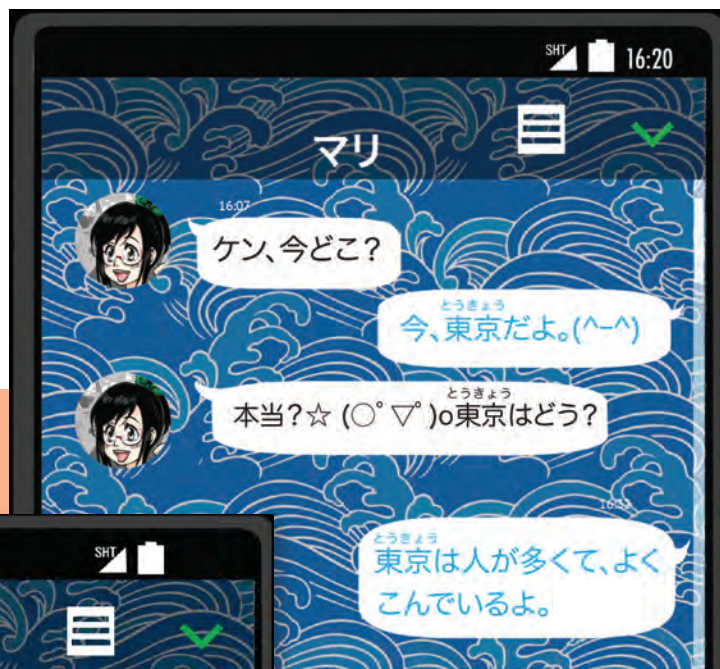 SHT 16:20
マリ
16:07
ケン、今どこ?
とうきょう
今、東京だよ。(^-^)
とうきょう
本当?☆ (○ﾟ▽ﾟ)o東京はどう?
とうきょう
東京は人が多くて、よく
こんでいるよ。
SHT